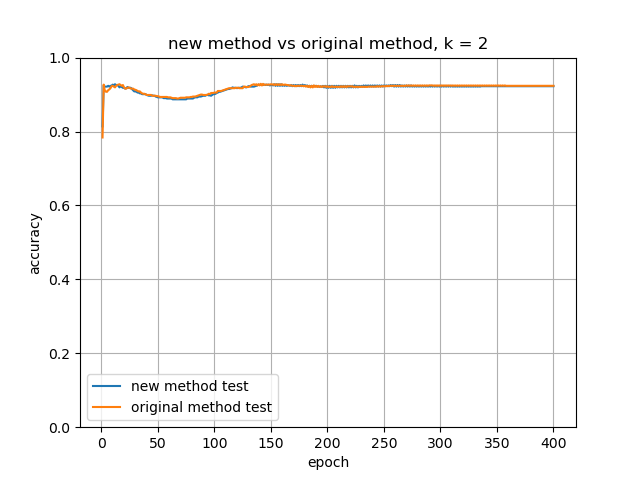 new method vs original method, k = 2
accuracy
1.0
0.8
0.6
0.4
0.2
0.0
new method test
original method test
0 50 100 150 200 250 300 350 400
epoch